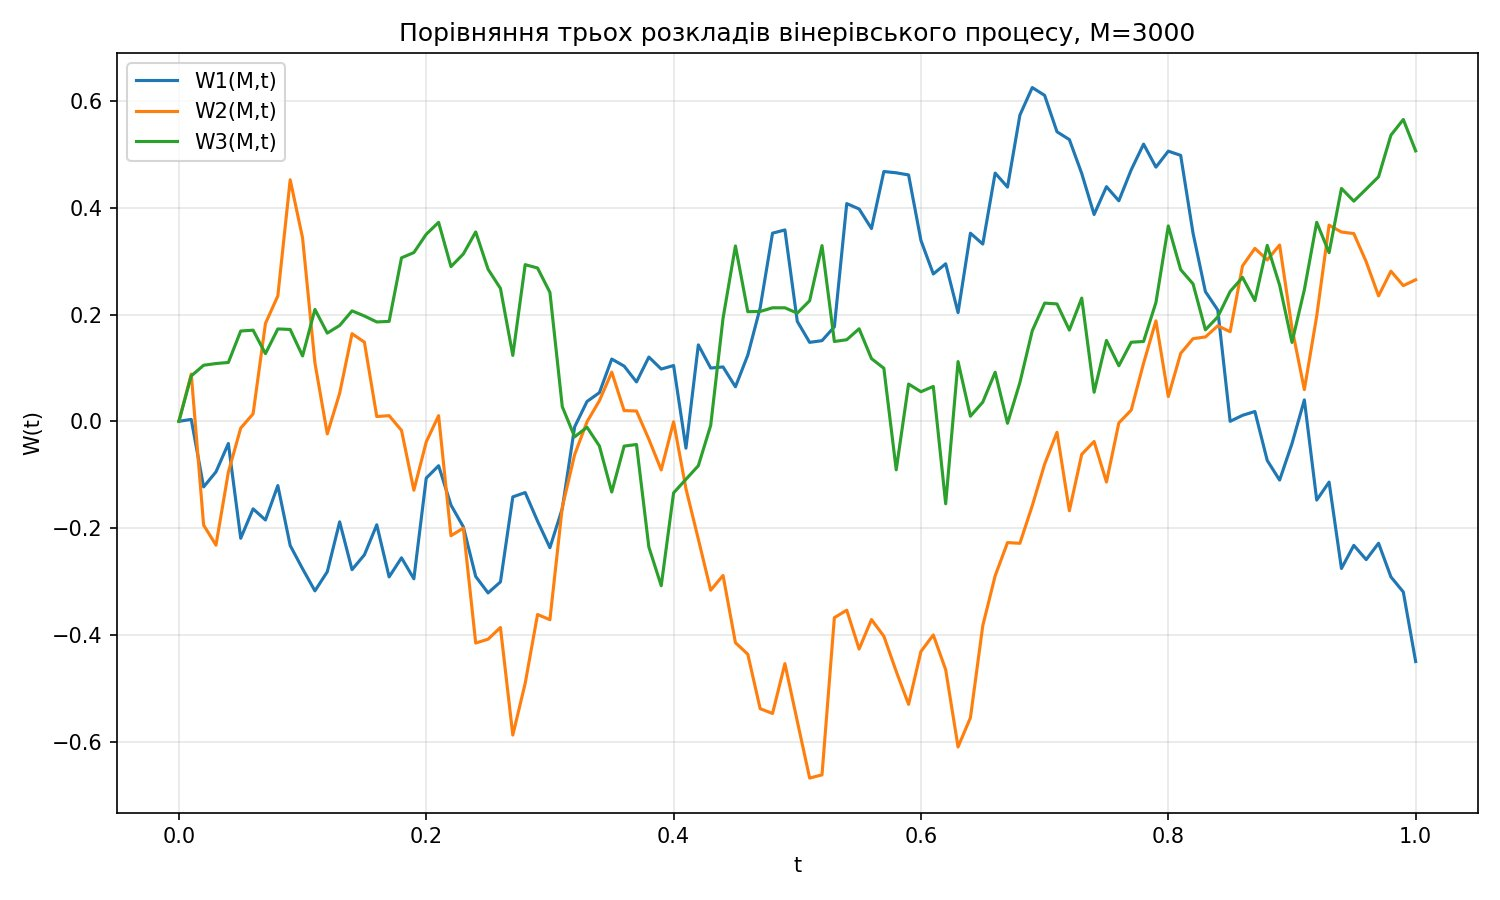 Порівняння трьох розкладів вінерівського процесу, M=3000
W1(M,t)
W2(M,t)
W3(M,t)
0.6
0.4
0.2
0.0
−0.2
−0.4
−0.6
W(t)
0.0 0.2 0.4 0.6 0.8 1.0
t